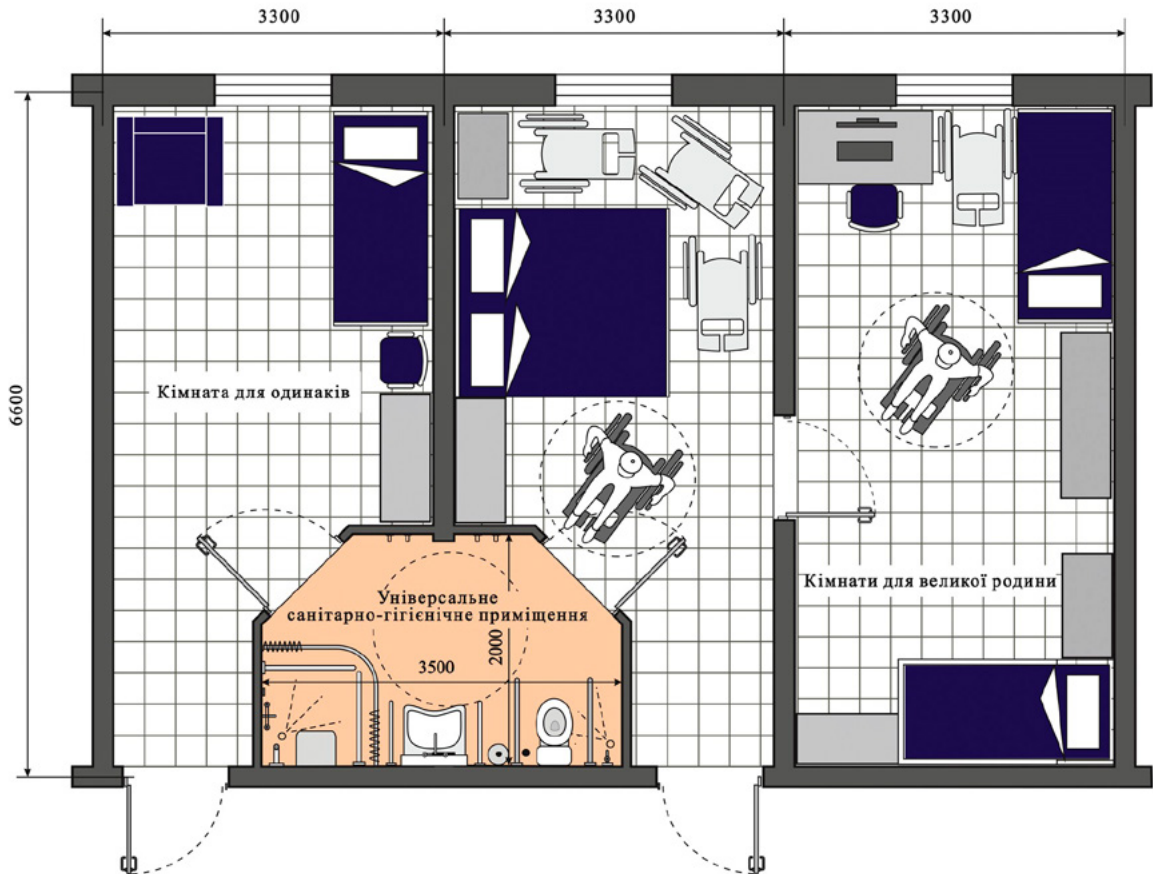 3300
3300
3300
6600
Кімната для одинаків
Універсальне
санітарно-гігієнічне приміщення
2000
3500
Кімнати для великої родини